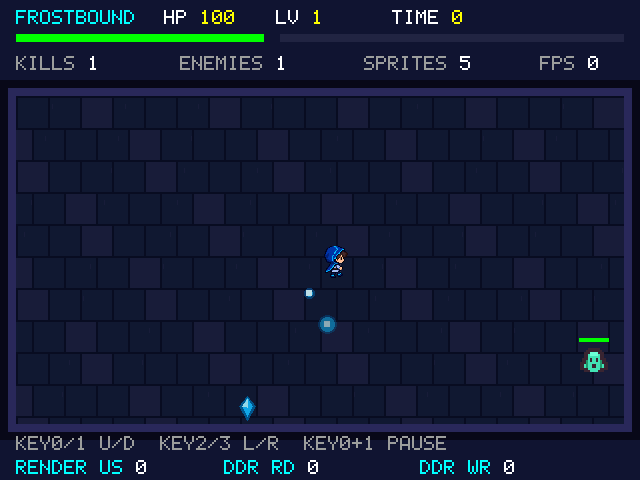 FROSTBOUND HP 100 LV 1 TIME 0
KILLS 1 ENEMIES 1 SPRITES 5 FPS 0
KEY0/1 U/D KEY2/3 L/R KEY0+1 PAUSE
RENDER US 0 DDR RD 0 DDR WR 0